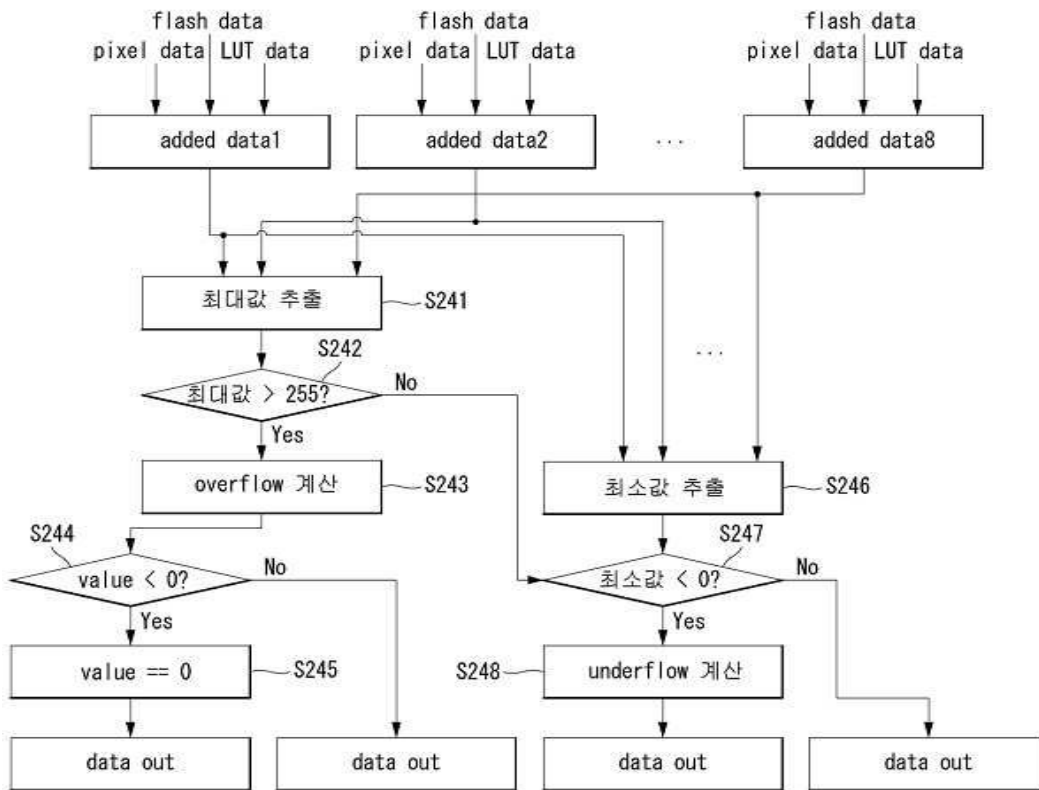 flash data
pixel data LUT data
flash data
pixel data LUT data
flash data
pixel data LUT data
added data1
added data2
...
added data8
최대값 추출
S241
...
S242
최대값 > 255?
No
Yes
overflow 계산
S243
최소값 추출
S246
S244
value < 0?
No
Yes
S247
최소값 < 0?
No
Yes
value == 0
S245
S248
underflow 계산
data out
data out
data out
data out